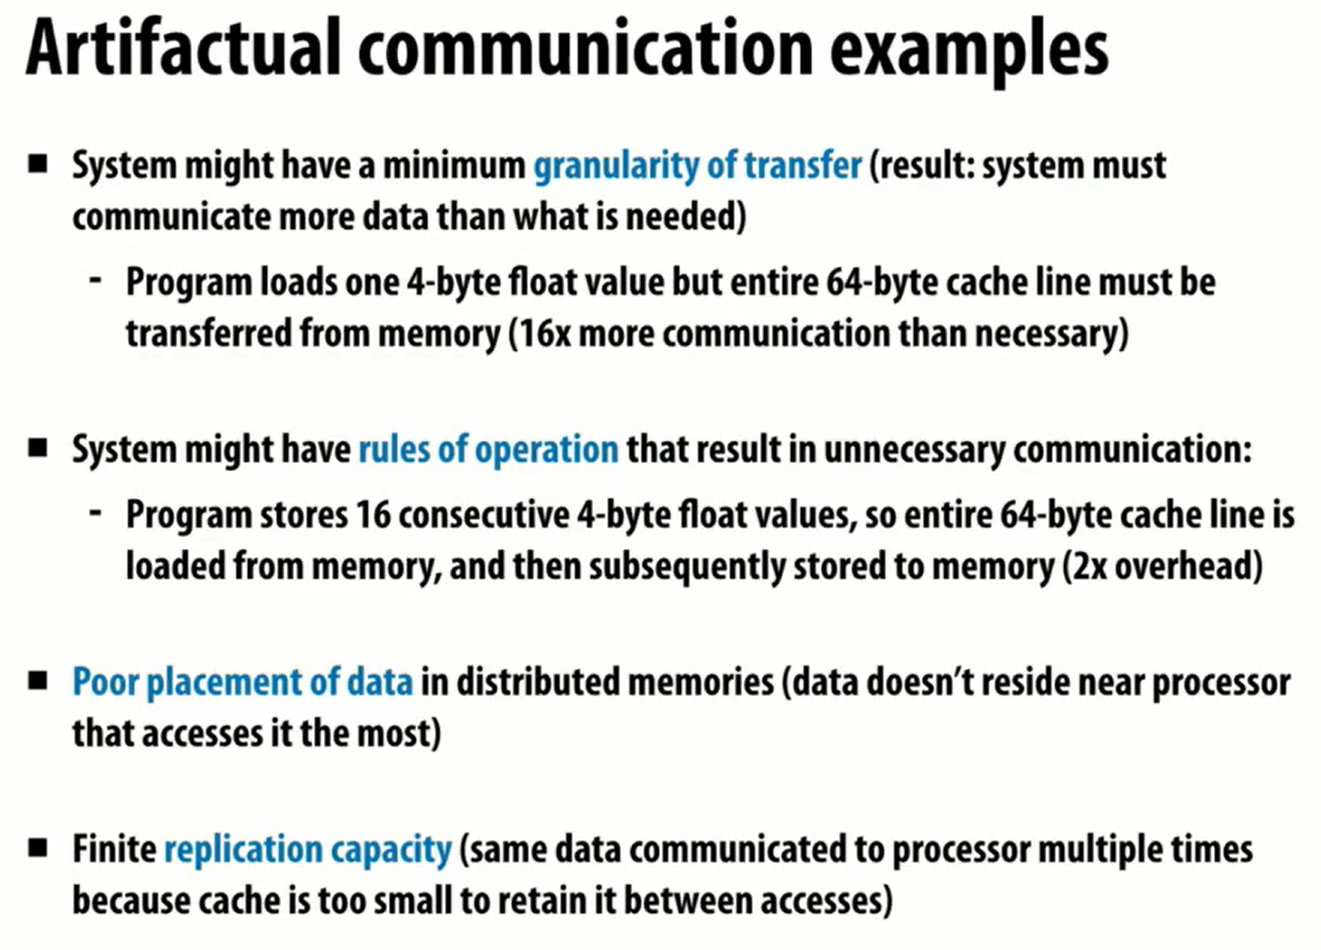 Artifactual communication examples
■ System might have a minimum granularity of transfer (result: system must
communicate more data than what is needed)
- Program loads one 4-byte float value but entire 64-byte cache line must be
transferred from memory (16x more communication than necessary)
■ System might have rules of operation that result in unnecessary communication:
- Program stores 16 consecutive 4-byte float values, so entire 64-byte cache line is
loaded from memory, and then subsequently stored to memory (2x overhead)
■ Poor placement of data in distributed memories (data doesn’t reside near processor
that accesses it the most)
■ Finite replication capacity (same data communicated to processor multiple times
because cache is too small to retain it between accesses)